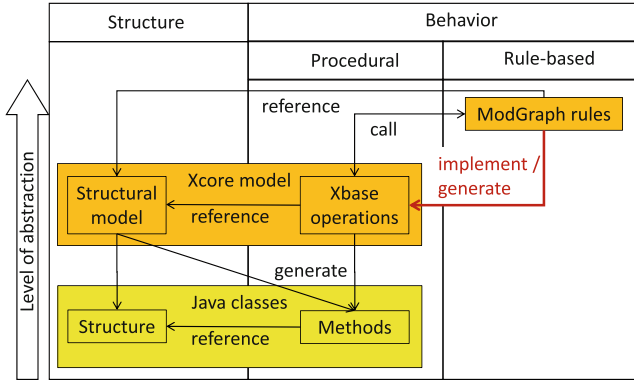 Structure
Behavior
Procedural
Rule-based
reference
ModGraph rules
call
implement /
generate
Xcore model
Structural
model
reference
Xbase
operations
generate
Java classes
Structure
reference
Methods
Level of abstraction